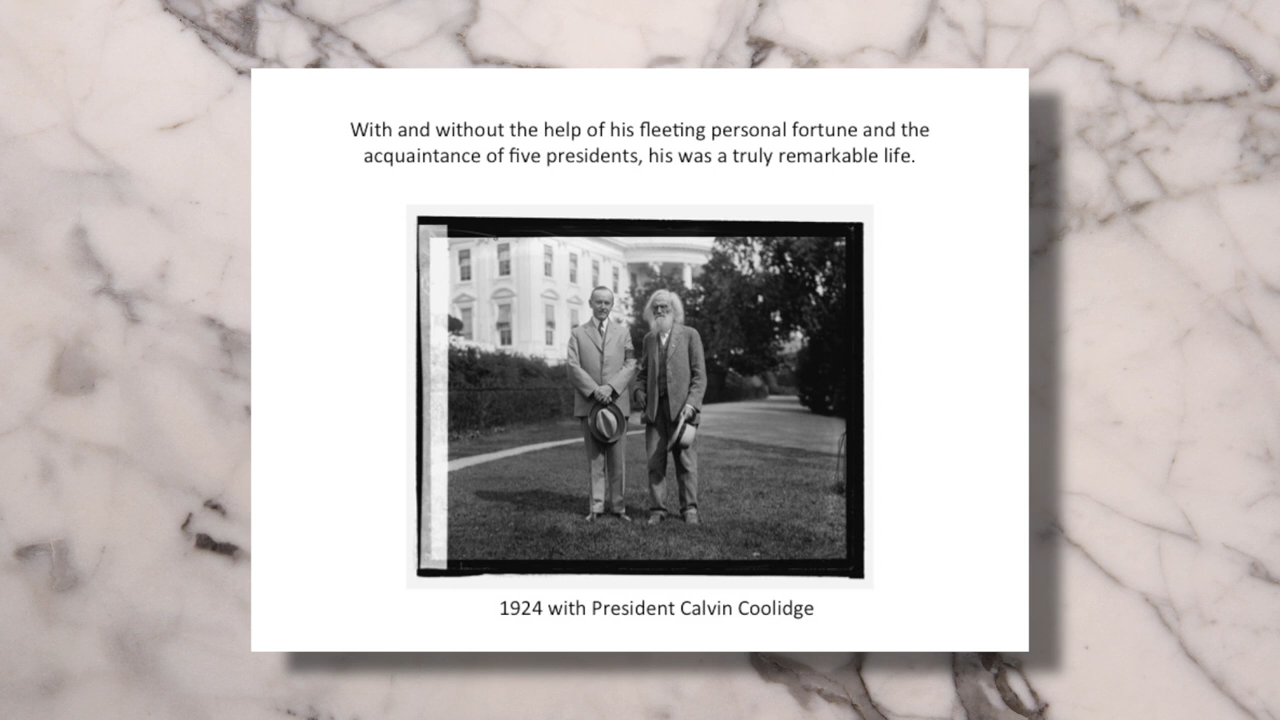 With and without the help of his fleeting personal fortune and the
acquaintance of five presidents, his was a truly remarkable life.
1924 with President Calvin Coolidge